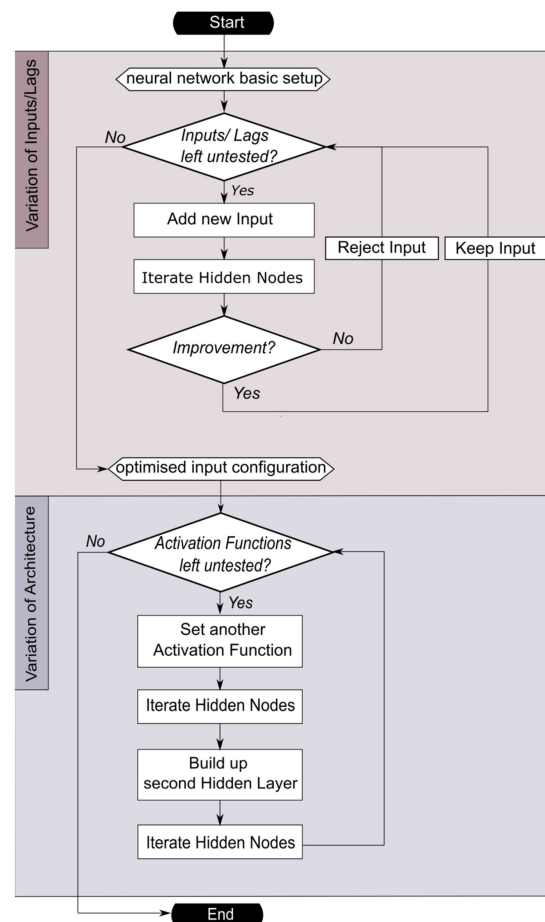 Start
Variation of Inputs/Lags
neural network basic setup
No
Inputs/ Lags
left untested?
Yes
Add new Input
Reject Input
Keep Input
Iterate Hidden Nodes
Improvement?
No
Yes
optimised input configuration
Variation of Architecture
No
Activation Functions
left untested?
Yes
Set another
Activation Function
Iterate Hidden Nodes
Build up
second Hidden Layer
Iterate Hidden Nodes
End